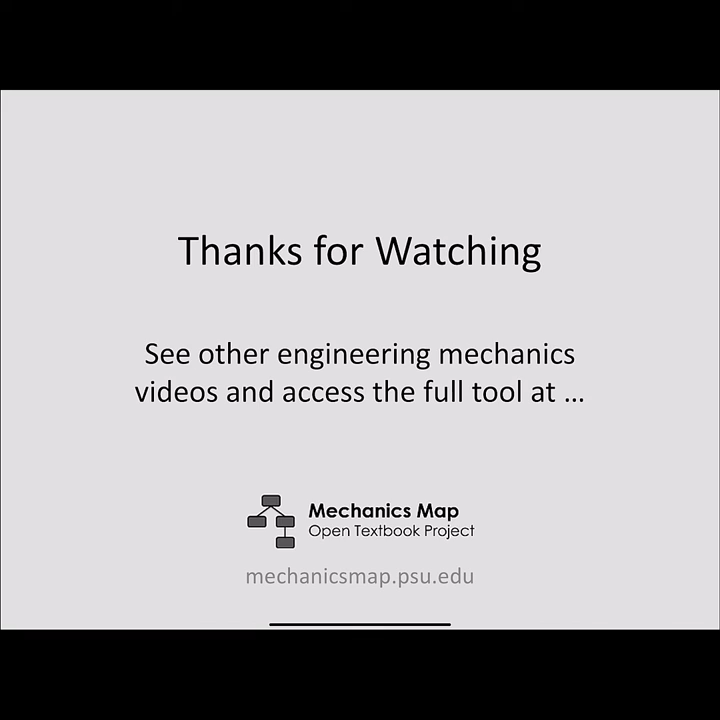 Thanks for Watching
See other engineering mechanics
videos and access the full tool at ...
Mechanics Map
Open Textbook Project
mechanicsmap.psu.edu